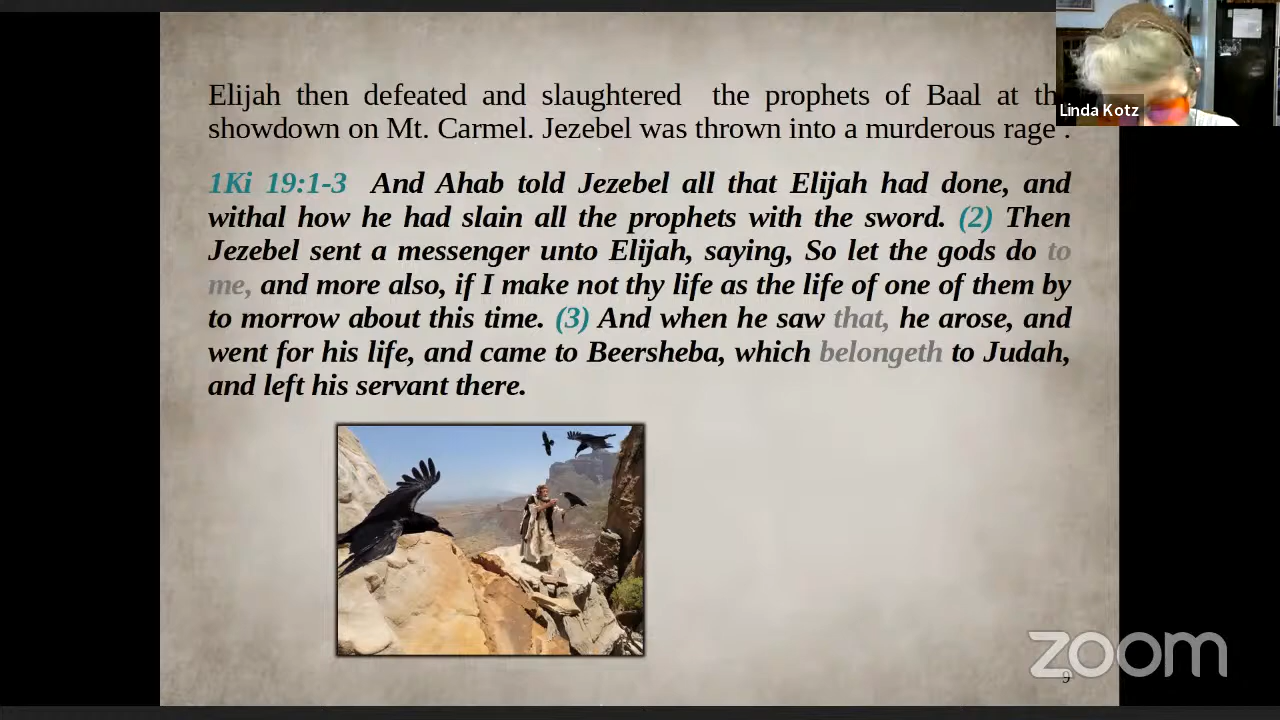 Elijah then defeated and slaughtered the prophets of Baal at th
showdown on Mt. Carmel. Jezebel was thrown into a murderous rage .
1Ki 19:1-3 And Ahab told Jezebel all that Elijah had done, and
withal how he had slain all the prophets with the sword. (2) Then
Jezebel sent a messenger unto Elijah, saying, So let the gods do to
me, and more also, if I make not thy life as the life of one of them by
to morrow about this time. (3) And when he saw that, he arose, and
went for his life, and came to Beersheba, which belongeth to Judah,
and left his servant there.
Linda Kotz
zoom
9